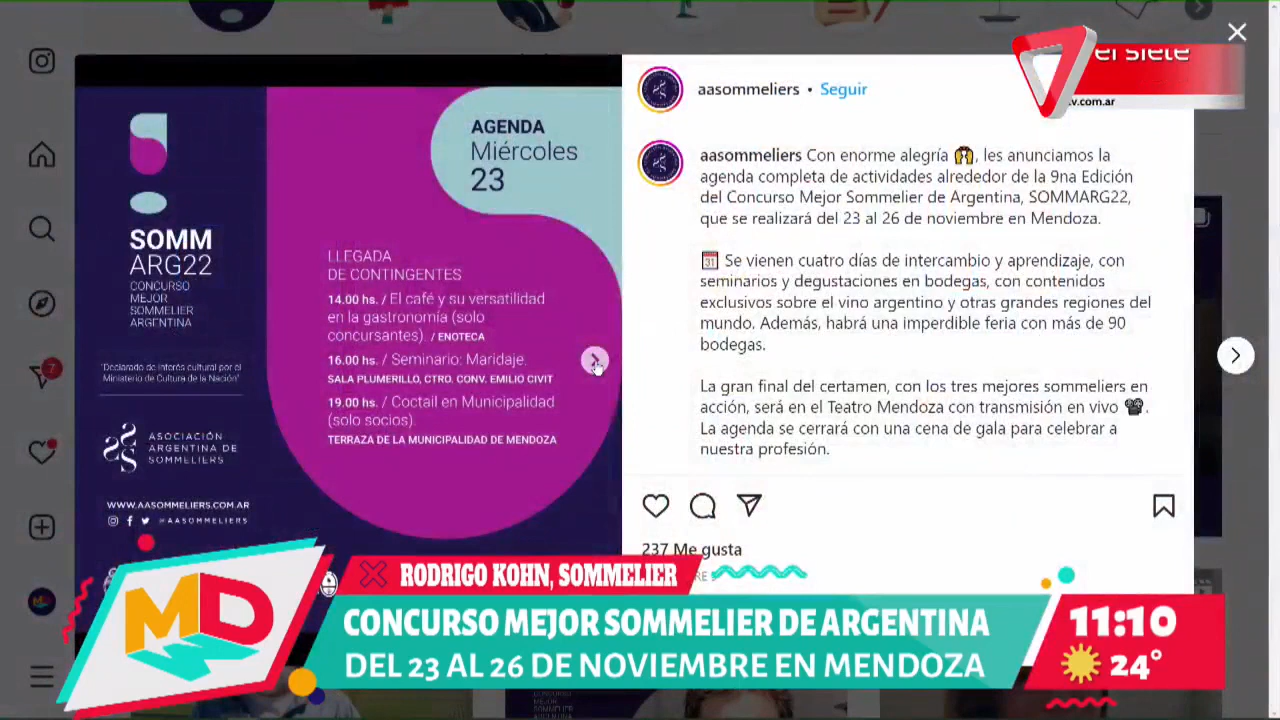 el siete
tv.com.ar
aasommeliers • Seguir
AGENDA
Miércoles
23
SOMM
ARG22
CONCURSO
MEJOR
SOMMELIER
ARGENTINA
"Declarado de interés cultural por el
Ministerio de Cultura de la Nación"
ASOCIACIÓN
ARGENTINA DE
SOMMELIERS
WWW.AASOMMELIERS.COM.AR
@AASOMMELIERS
LLEGADA
DE CONTINGENTES
14.00 hs. / El café y su versatilidad
en la gastronomía (solo
concursantes). / ENOTECA
16.00 hs. / Seminario: Maridaje.
SALA PLUMERILLO, CTRO. CONV. EMILIO CIVIT
19.00 hs. / Coctail en Municipalidad
(solo socios).
TERRAZA DE LA MUNICIPALIDAD DE MENDOZA
aasommeliers Con enorme alegría 🙌, les anunciamos la
agenda completa de actividades alrededor de la 9na Edición
del Concurso Mejor Sommelier de Argentina, SOMMARG22,
que se realizará del 23 al 26 de noviembre en Mendoza.
📅 Se vienen cuatro días de intercambio y aprendizaje, con
seminarios y degustaciones en bodegas, con contenidos
exclusivos sobre el vino argentino y otras grandes regiones del
mundo. Además, habrá una imperdible feria con más de 90
bodegas.
La gran final del certamen, con los tres mejores sommeliers en
acción, será en el Teatro Mendoza con transmisión en vivo 📽.
La agenda se cerrará con una cena de gala para celebrar a
nuestra profesión.
237 Me gusta
7
MD
RODRIGO KOHN, SOMMELIER
CONCURSO MEJOR SOMMELIER DE ARGENTINA
DEL 23 AL 26 DE NOVIEMBRE EN MENDOZA
11:10
24°
CONCURSO
MEJOR
SOMMELIER